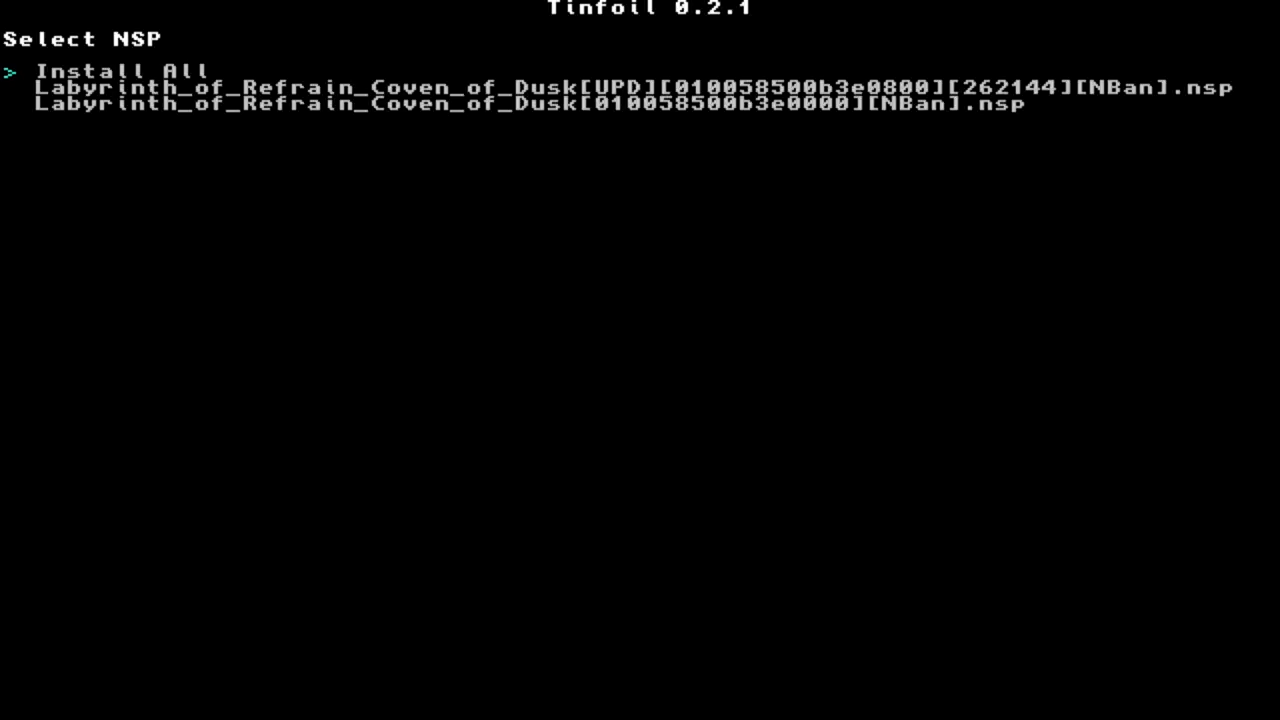 Tinfoil 0.2.1
Select NSP
> Install All
Labyrinth_of_Refrain_Coven_of_Dusk[UPD][010058500b3e0800][262144][NBan].nsp
Labyrinth_of_Refrain_Coven_of_Dusk[010058500b3e0000][NBan].nsp